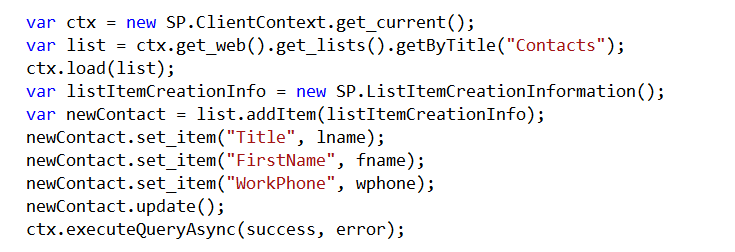 var ctx = new SP.ClientContext.get_current();
var list = ctx.get_web().get_lists().getByTitle("Contacts");
ctx.load(list);
var listItemCreationInfo = new SP.ListItemCreationInformation();
var newContact = list.addItem(listItemCreationInfo);
newContact.set_item("Title", lname);
newContact.set_item("FirstName", fname);
newContact.set_item("WorkPhone", wphone);
newContact.update();
ctx.executeQueryAsync(success, error);